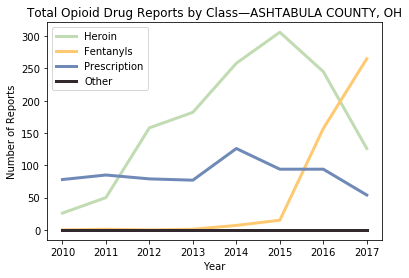 Total Opioid Drug Reports by Class—ASHTABULA COUNTY, OH
Heroin
Fentanyls
Prescription
Other
Number of Reports
300
250
200
150
100
50
0
2010 2011 2012 2013 2014 2015 2016 2017
Year